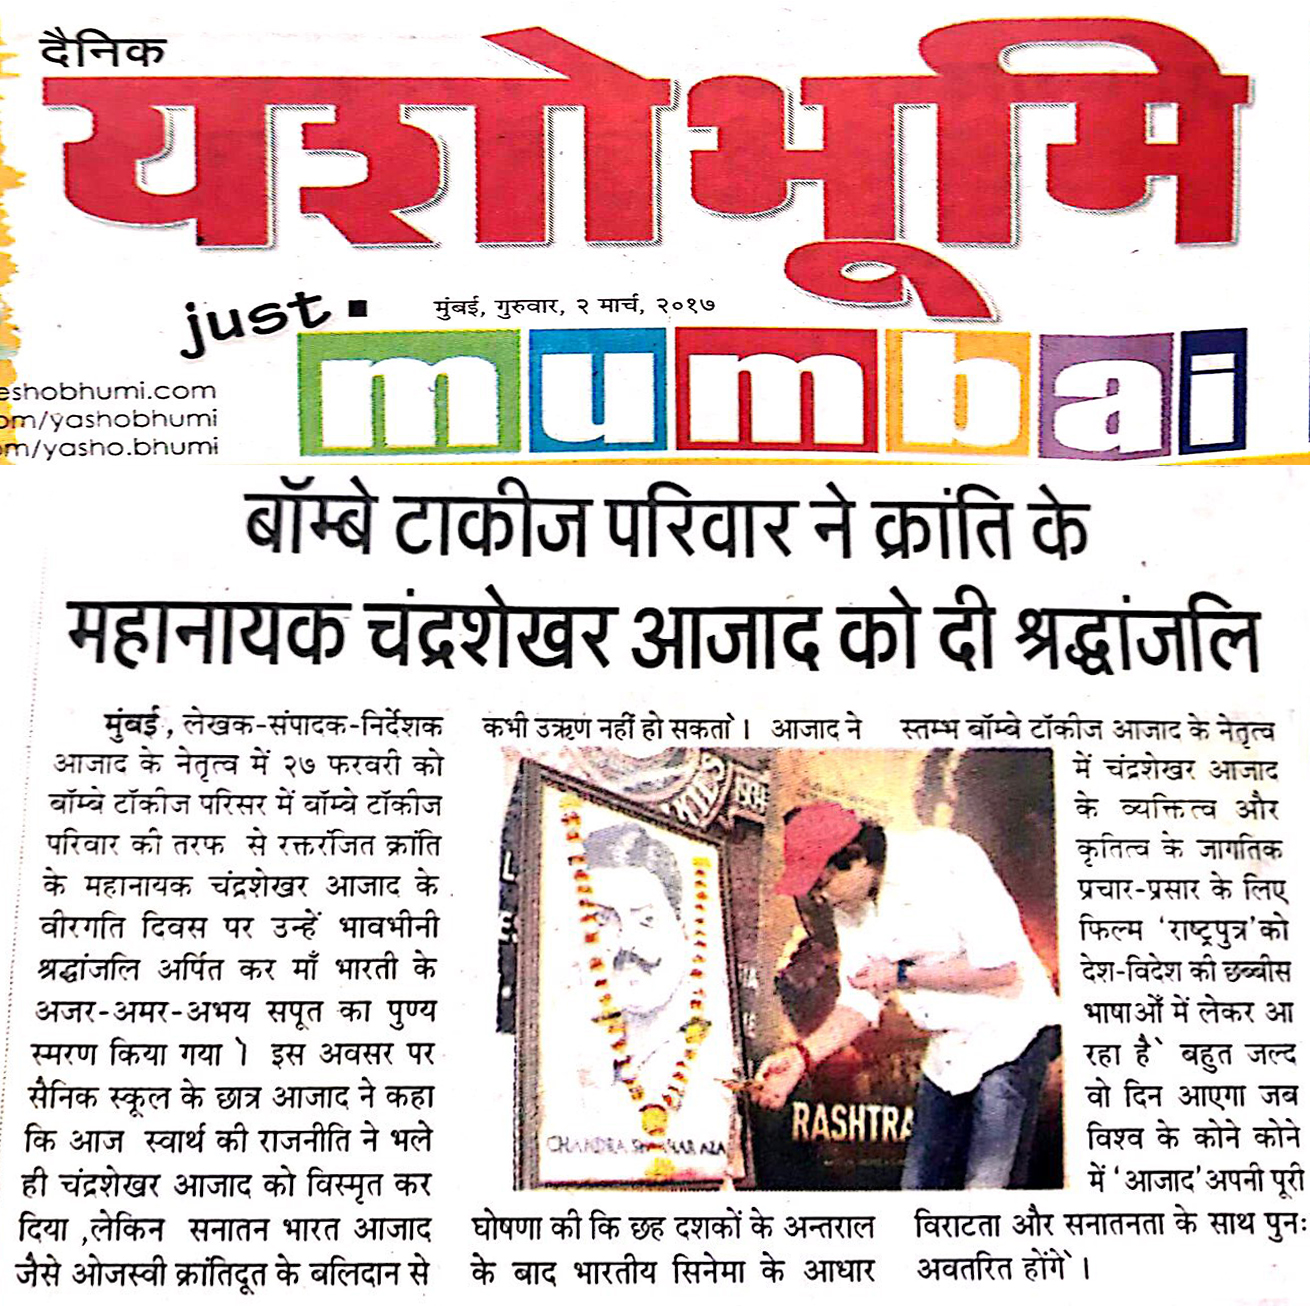 दैनिक
यशोभूमि
just
मुंबई, गुरुवार, २ मार्च, २०१७
mumbai
eshobhumi.com
om/yashobhumi
m/yasho.bhumi
बॉम्बे टाकीज परिवार ने क्रांति के
महानायक चंद्रशेखर आजाद को दी श्रद्धांजलि
मुंबई, लेखक-संपादक-निर्देशक
आजाद के नेतृत्व में २७ फरवरी को
बॉम्बे टॉकीज परिसर में बॉम्बे टॉकीज
परिवार की तरफ से रक्तरंजित क्रांति
के महानायक चंद्रशेखर आजाद के
वीरगति दिवस पर उन्हें भावभीनी
श्रद्धांजलि अर्पित कर माँ भारती के
अजर-अमर-अभय सपूत का पुण्य
स्मरण किया गया । इस अवसर पर
सैनिक स्कूल के छात्र आजाद ने कहा
कि आज स्वार्थ की राजनीति ने भले
ही चंद्रशेखर आजाद को विस्मृत कर
दिया ,लेकिन सनातन भारत आजाद
जैसे ओजस्वी क्रांतिदूत के बलिदान से
कभी उऋण नहीं हो सकता। आजाद ने
1934
CHANDRA SHEKHAR AZA
RASHTRA
घोषणा की कि छह दशकों के अन्तराल
के बाद भारतीय सिनेमा के आधार
स्तम्भ बॉम्बे टॉकीज आजाद के नेतृत्व
में चंद्रशेखर आजाद
के व्यक्तित्व और
कृतित्व के जागतिक
प्रचार-प्रसार के लिए
फिल्म 'राष्ट्रपुत्र'को
देश-विदेश की छब्बीस
भाषाओँ में लेकर आ
रहा है` बहुत जल्द
वो दिन आएगा जब
विश्व के कोने कोने
में 'आजाद'अपनी पूरी
विराटता और सनातनता के साथ पुनः
अवतरित होंगे`।